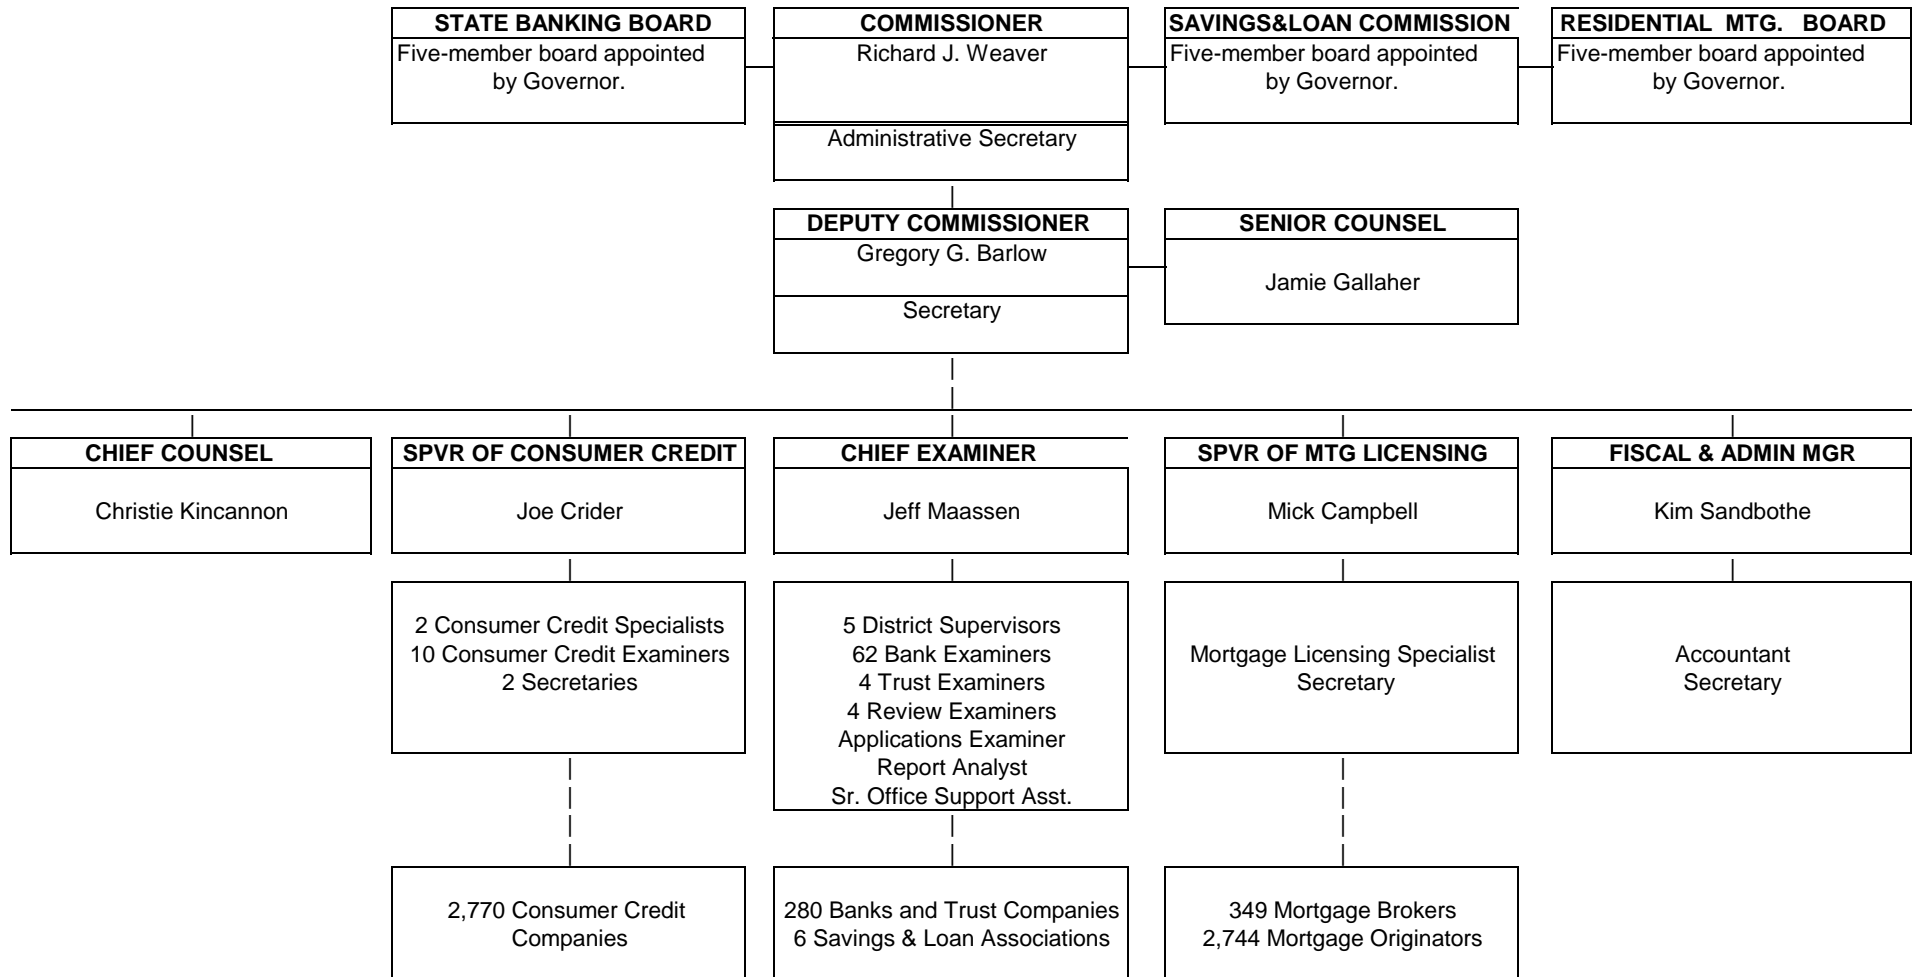 STATE BANKING BOARD
Five-member board appointed
by Governor.
COMMISSIONER
Richard J. Weaver
Administrative Secretary
SAVINGS&LOAN COMMISSION
Five-member board appointed
by Governor.
RESIDENTIAL MTG. BOARD
Five-member board appointed
by Governor.
DEPUTY COMMISSIONER
Gregory G. Barlow
Secretary
SENIOR COUNSEL
Jamie Gallaher
CHIEF COUNSEL
Christie Kincannon
SPVR OF CONSUMER CREDIT
Joe Crider
2 Consumer Credit Specialists
10 Consumer Credit Examiners
2 Secretaries
2,770 Consumer Credit
Companies
CHIEF EXAMINER
Jeff Maassen
5 District Supervisors
62 Bank Examiners
4 Trust Examiners
4 Review Examiners
Applications Examiner
Report Analyst
Sr. Office Support Asst.
280 Banks and Trust Companies
6 Savings & Loan Associations
SPVR OF MTG LICENSING
Mick Campbell
Mortgage Licensing Specialist
Secretary
349 Mortgage Brokers
2,744 Mortgage Originators
FISCAL & ADMIN MGR
Kim Sandbothe
Accountant
Secretary